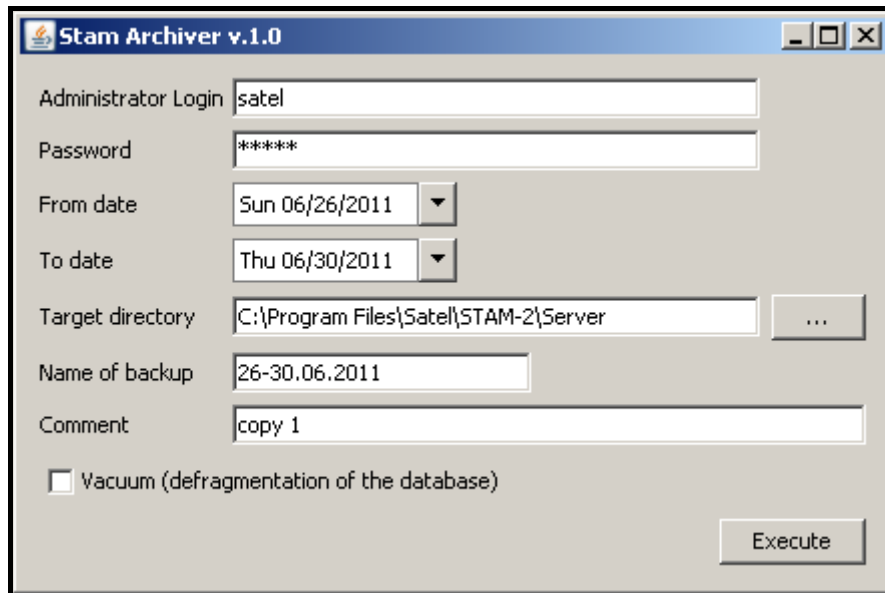 Stam Archiver v.1.0
Administrator Login satel
Password *****
From date Sun 06/26/2011
To date Thu 06/30/2011
Target directory C:\Program Files\Satel\STAM-2\Server ...
Name of backup 26-30.06.2011
Comment copy 1
Vacuum (defragmentation of the database)
Execute